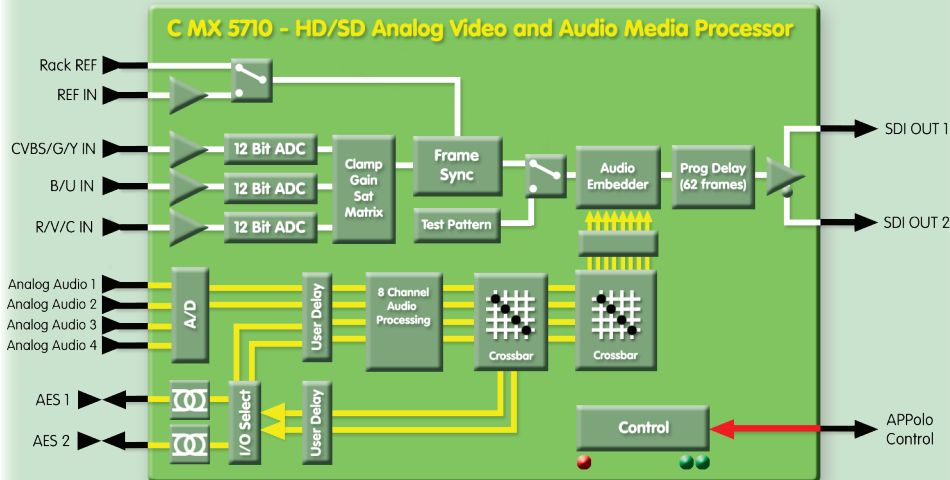 C MX 5710 - HD/SD Analog Video and Audio Media Processor
Rack REF
REF IN
CVBS/G/Y IN
B/U IN
R/V/C IN
12 Bit ADC
12 Bit ADC
12 Bit ADC
Clamp
Gain
Sat
Matrix
Frame
Sync
Test Pattern
Audio
Embedder
Prog Delay
(62 frames)
SDI OUT 1
SDI OUT 2
Analog Audio 1
Analog Audio 2
Analog Audio 3
Analog Audio 4
A/D
User Delay
8 Channel
Audio
Processing
Crossbar
Crossbar
AES 1
AES 2
I/O Select
User Delay
Control
APPolo
Control